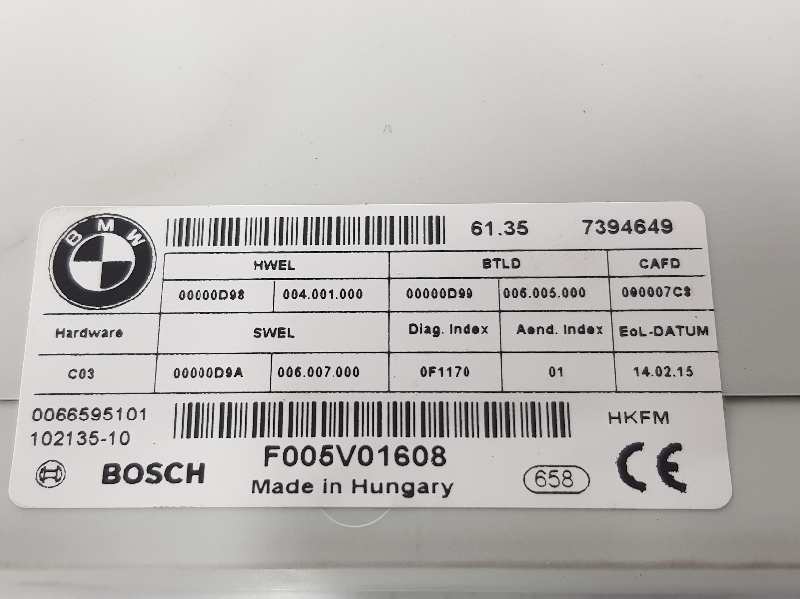 BMW
61.35 7394649
HWEL BTLD CAFD
00000D98 004.001.000 00000D99 006.005.000 090007C3
Hardware SWEL Diag. Index Aend. Index EoL-DATUM
C03 00000D9A 006.007.000 0F1170 01 14.02.15
0066595101
102135-10
HKFM
BOSCH
F005V01608
Made in Hungary
658
CE